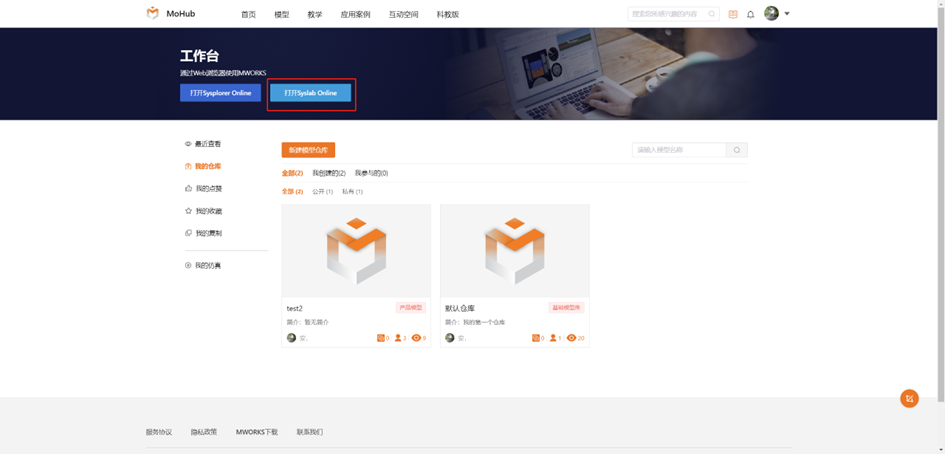 MoHub
首页 模型 教学 应用案例 互动空间 科教版
搜索您所感兴趣的内容
工作台
通过Web浏览器使用MWORKS
打开Sysplorer Online 打开Syslab Online
最近查看
我的仓库
我的点赞
我的收藏
我的复制
我的仿真
新建模型仓库
请输入模型名称
全部(2) 我创建的(2) 我参与的(0)
全部 (2) 公开 (1) 私有 (1)
test2 产品模型
简介：暂无简介
0 3 9
默认仓库 基础模型库
简介：我的第一个仓库
0 1 20
服务协议 隐私政策 MWORKS下载 联系我们